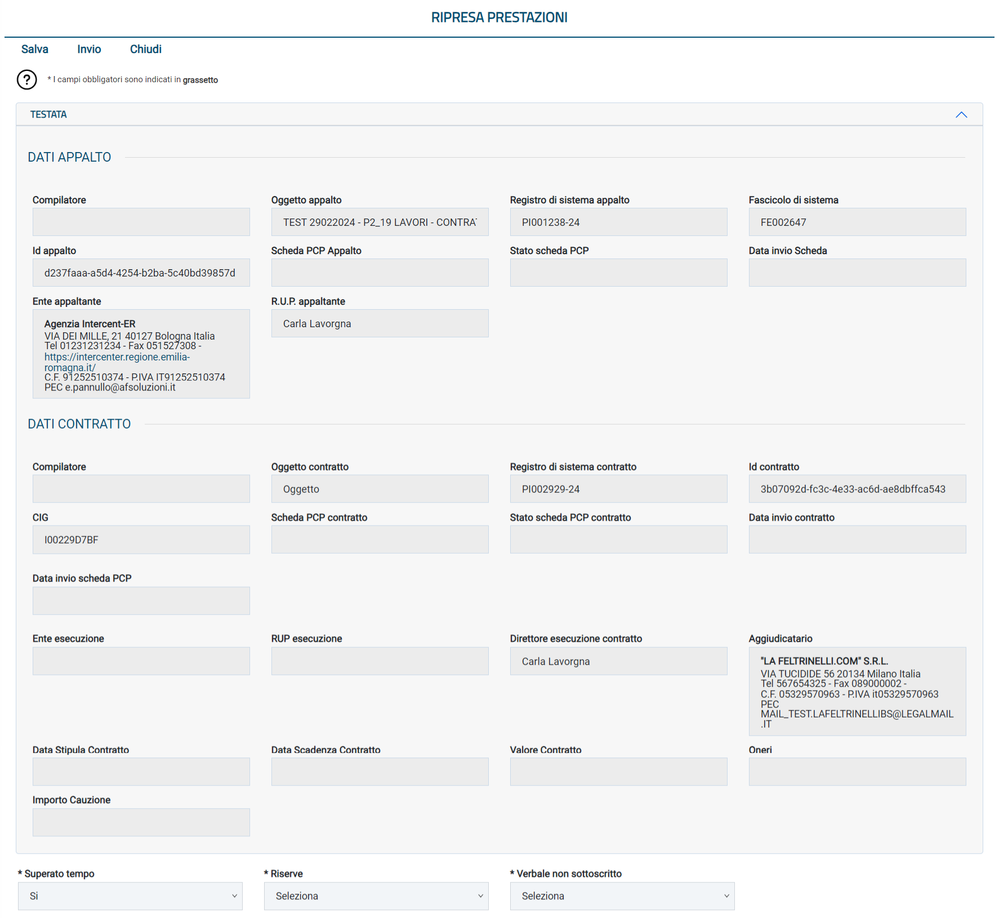 RIPRESA PRESTAZIONI
Salva Invio Chiudi
? * I campi obbligatori sono indicati in grassetto
TESTATA
DATI APPALTO
Compilatore Oggetto appalto Registro di sistema appalto Fascicolo di sistema
TEST 29022024 - P2_19 LAVORI - CONTRAT PI001238-24 FE002647
Id appalto Scheda PCP Appalto Stato scheda PCP Data invio Scheda
d237faaa-a5d4-4254-b2ba-5c40bd39857d
Ente appaltante R.U.P. appaltante
Agenzia Intercent-ER Carla Lavorgna
VIA DEI MILLE, 21 40127 Bologna Italia
Tel 01231231234 - Fax 051527308 -
https://intercenter.regione.emilia-
romagna.it/
C.F. 91252510374 - P.IVA IT91252510374
PEC e.pannullo@afsoluzioni.it
DATI CONTRATTO
Compilatore Oggetto contratto Registro di sistema contratto Id contratto
Oggetto PI002929-24 3b07092d-fc3c-4e33-ac6d-ae8dbffca543
CIG Scheda PCP contratto Stato scheda PCP contratto Data invio contratto
I00229D7BF
Data invio scheda PCP
Ente esecuzione RUP esecuzione Direttore esecuzione contratto Aggiudicatario
Carla Lavorgna "LA FELTRINELLI.COM" S.R.L.
VIA TUCIDIDE 56 20134 Milano Italia
Tel 567654325 - Fax 089000002 -
C.F. 05329570963 - P.IVA it05329570963
PEC
MAIL_TEST.LAFELTRINELLIBS@LEGALMAIL
.IT
Data Stipula Contratto Data Scadenza Contratto Valore Contratto Oneri
Importo Cauzione
* Superato tempo * Riserve * Verbale non sottoscritto
Si Seleziona Seleziona